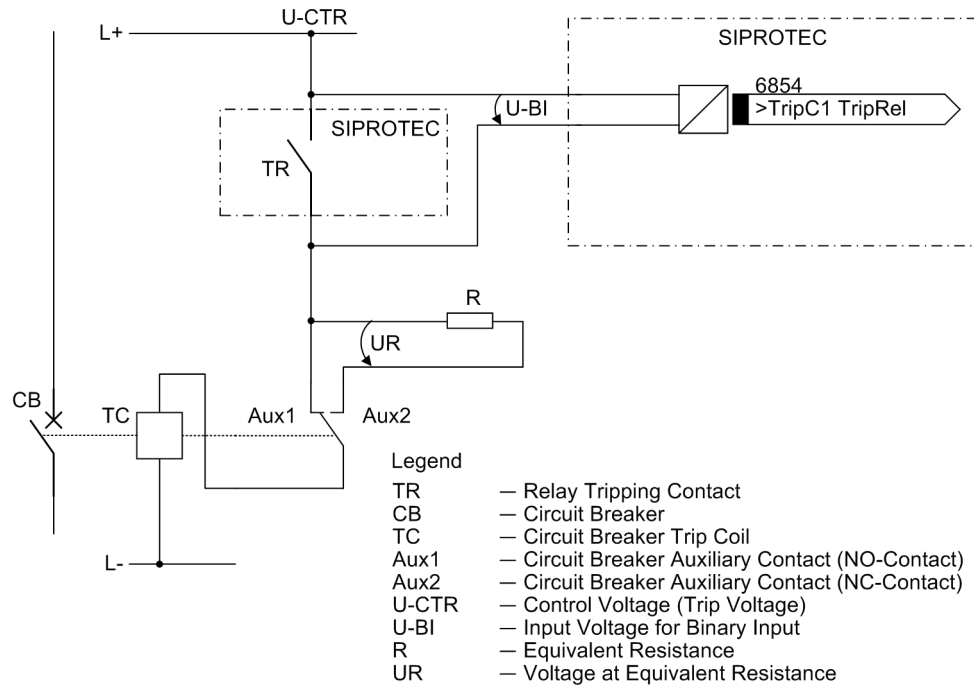 U-CTR
L+
SIPROTEC
6854
>TripC1 TripRel
U-BI
SIPROTEC
TR
R
UR
CB
TC
Aux1
Aux2
L-
Legend
TR — Relay Tripping Contact
CB — Circuit Breaker
TC — Circuit Breaker Trip Coil
Aux1 — Circuit Breaker Auxiliary Contact (NO-Contact)
Aux2 — Circuit Breaker Auxiliary Contact (NC-Contact)
U-CTR — Control Voltage (Trip Voltage)
U-BI — Input Voltage for Binary Input
R — Equivalent Resistance
UR — Voltage at Equivalent Resistance